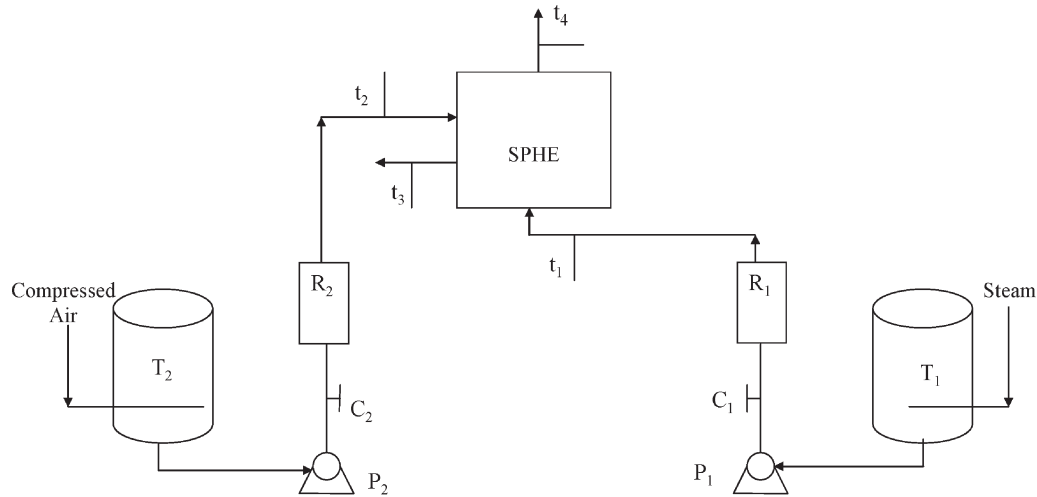 t₄
t₂
SPHE
t₃
t₁
R₂
R₁
Compressed
Air
Steam
T₂
T₁
C₂
C₁
P₂
P₁